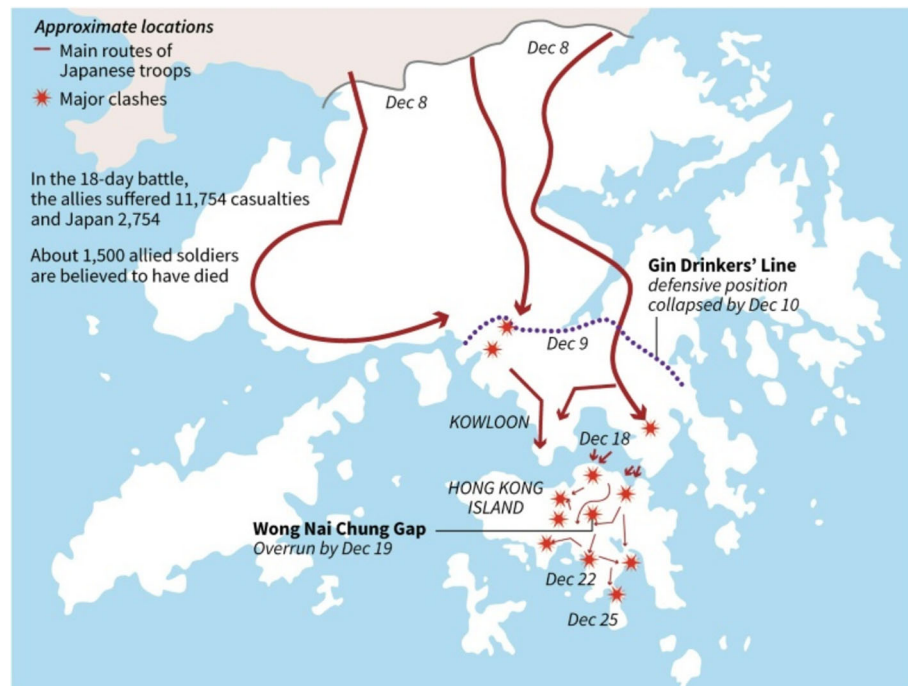 Approximate locations
Main routes of
Japanese troops
Major clashes
Dec 8
Dec 8
In the 18-day battle,
the allies suffered 11,754 casualties
and Japan 2,754
About 1,500 allied soldiers
are believed to have died
Gin Drinkers’ Line
defensive position
collapsed by Dec 10
Dec 9
KOWLOON
Dec 18
HONG KONG
ISLAND
Wong Nai Chung Gap
Overrun by Dec 19
Dec 22
Dec 25